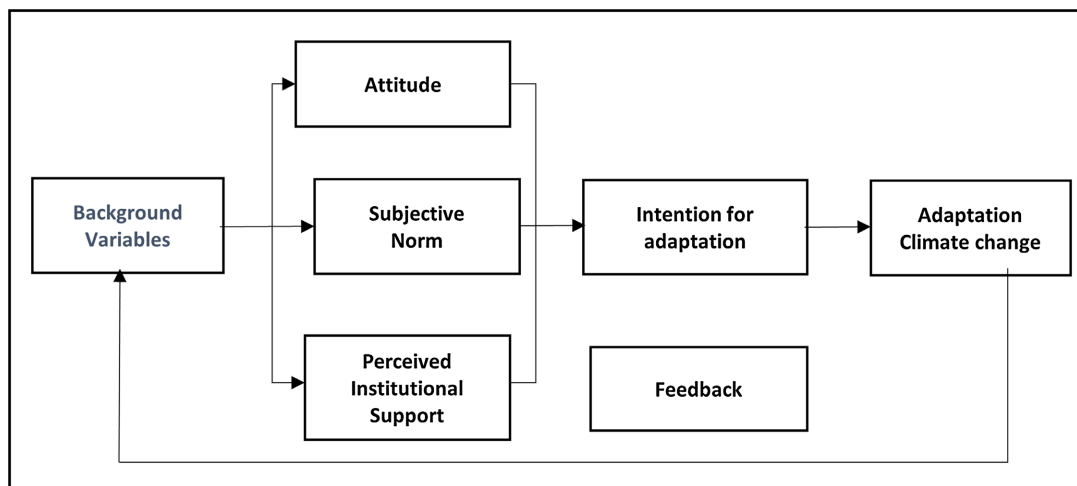 Attitude
Background
Variables
Subjective
Norm
Intention for
adaptation
Adaptation
Climate change
Perceived
Institutional
Support
Feedback